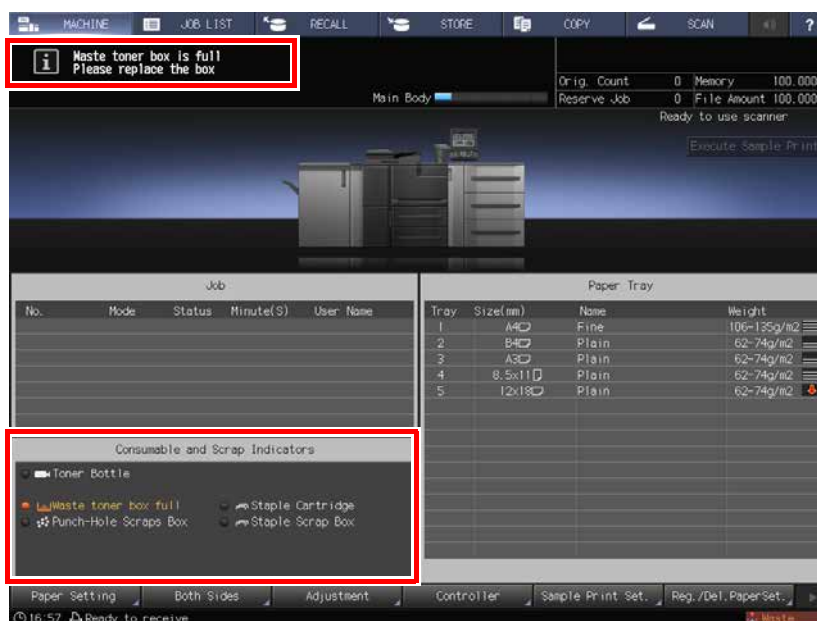 MACHINE JOB LIST RECALL STORE COPY SCAN ?
i Waste toner box is full
Please replace the box
Orig. Count 0 Memory 100.000
Main Body Reserve Job 0 File Amount 100.000
Ready to use scanner
Execute Sample Print
Job
No. Mode Status Minute(S) User Name
Paper Tray
Tray Size(mm) Name Weight
1 A4 Fine 106-135g/m2
2 B4 Plain 62-74g/m2
3 A3 Plain 62-74g/m2
4 8.5x11 Plain 62-74g/m2
5 12x18 Plain 62-74g/m2
Consumable and Scrap Indicators
Toner Bottle
Waste toner box full Staple Cartridge
Punch-Hole Scraps Box Staple Scrap Box
Paper Setting Both Sides Adjustment Controller Sample Print Set. Reg./Del.PaperSet.
16:57 Ready to receive Waste